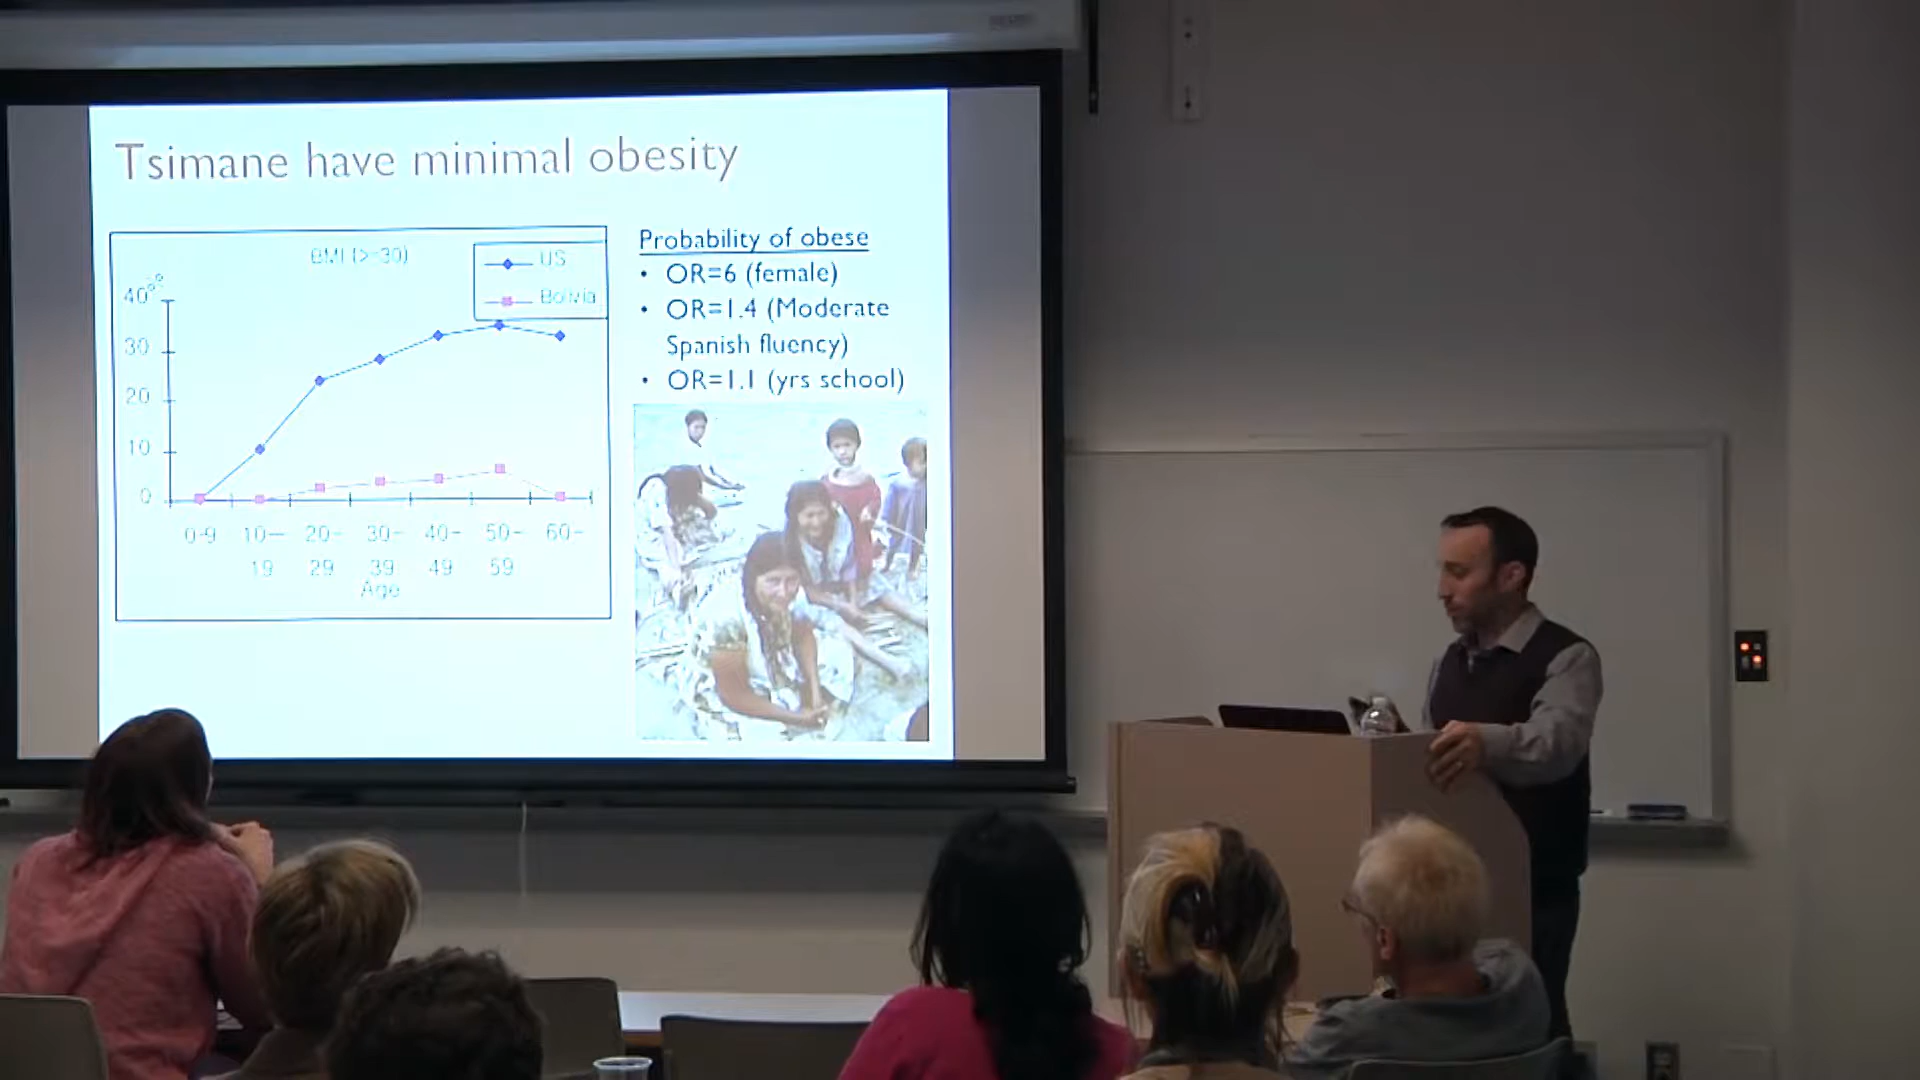 Tsimane have minimal obesity
BMI (>=30)
US
Bolivia
40%
30
20
10
0
0-9
10-
19
20-
29
30-
39
40-
49
50-
59
60-
Age
Probability of obese
• OR=6 (female)
• OR=1.4 (Moderate
Spanish fluency)
• OR=1.1 (yrs school)